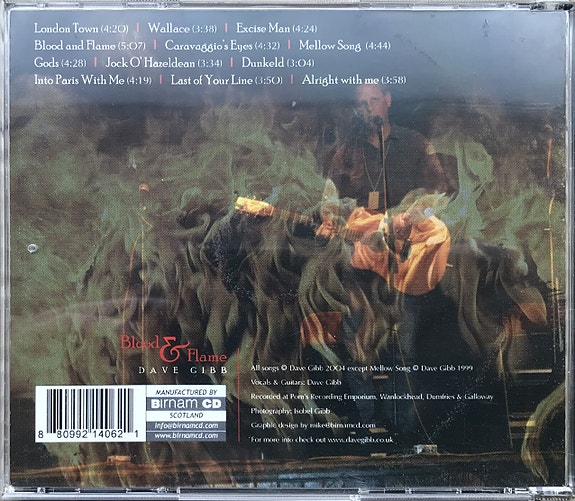 London Town (4:20) | Wallace (3:38) | Excise Man (4:24)
Blood and Flame (5:07) | Caravaggio's Eyes (4:32) | Mellow Song (4:44)
Gods (4:28) | Jock O' Hazeldean (3:34) | Dunkeld (3:04)
Into Paris With Me (4:19) | Last of Your Line (3:50) | Alright with me (3:58)
Blood & Flame
DAVE GIBB
All songs © Dave Gibb 2004 except Mellow Song © Dave Gibb 1999
Vocals & Guitars: Dave Gibb
Recorded at Pom's Recording Emporium, Wanlockhead, Dumfries & Galloway
Photography: Isobel Gibb
Graphic design by mike@birnamcd.com
For more info check out www.davegibb.co.uk
MANUFACTURED BY
Birnam CD
SCOTLAND
info@birnamcd.com
www.birnamcd.com
8 80992 14062 1